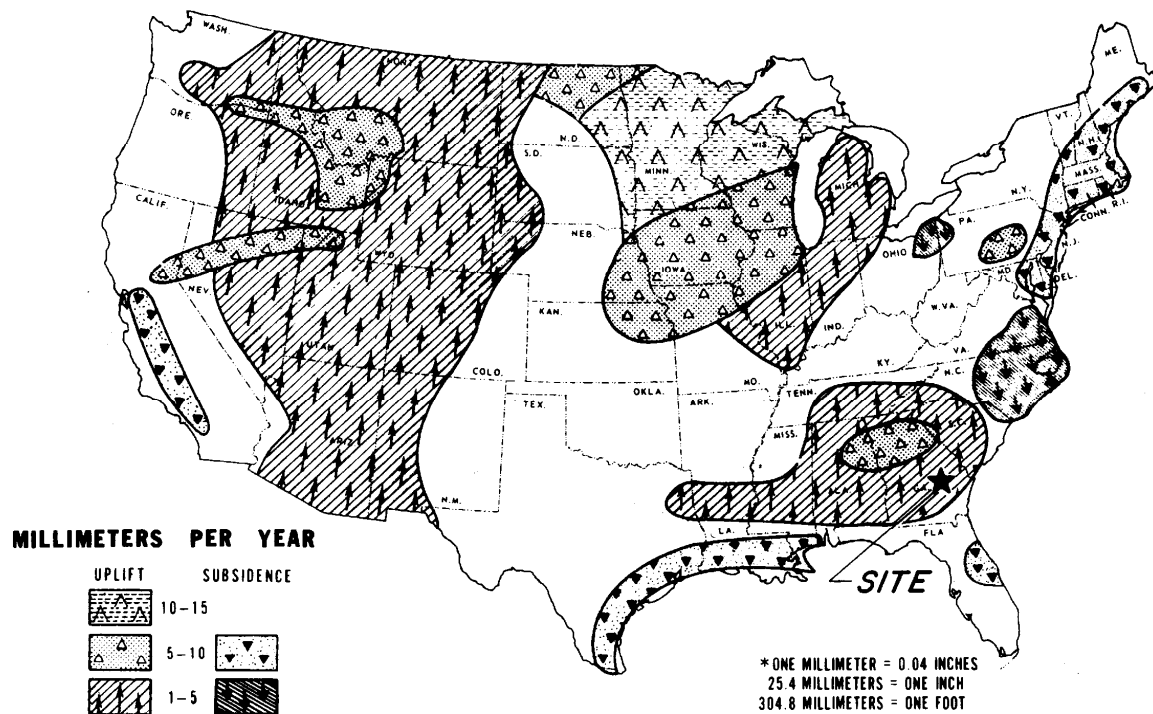 WASH.
ME.
MONT.
VT.
ORE.
N.D.
WIS.
N.H.
S.D.
MINN.
MICH.
N.Y.
MASS.
IDAHO
CONN. R.I.
CALIF.
PA.
NEB.
N.J.
WYO.
IOWA
OHIO
MD.
DEL.
NEV.
W.VA.
KAN.
ILL.
IND.
UTAH
VA.
COLO.
MO.
KY.
N.C.
OKLA.
TENN.
TEX.
ARK.
S.C.
ARIZ.
MISS.
N.M.
ALA.
GA.
LA.
FLA
MILLIMETERS PER YEAR
UPLIFT SUBSIDENCE
SITE
10–15
5–10
1–5
*ONE MILLIMETER = 0.04 INCHES
25.4 MILLIMETERS = ONE INCH
304.8 MILLIMETERS = ONE FOOT